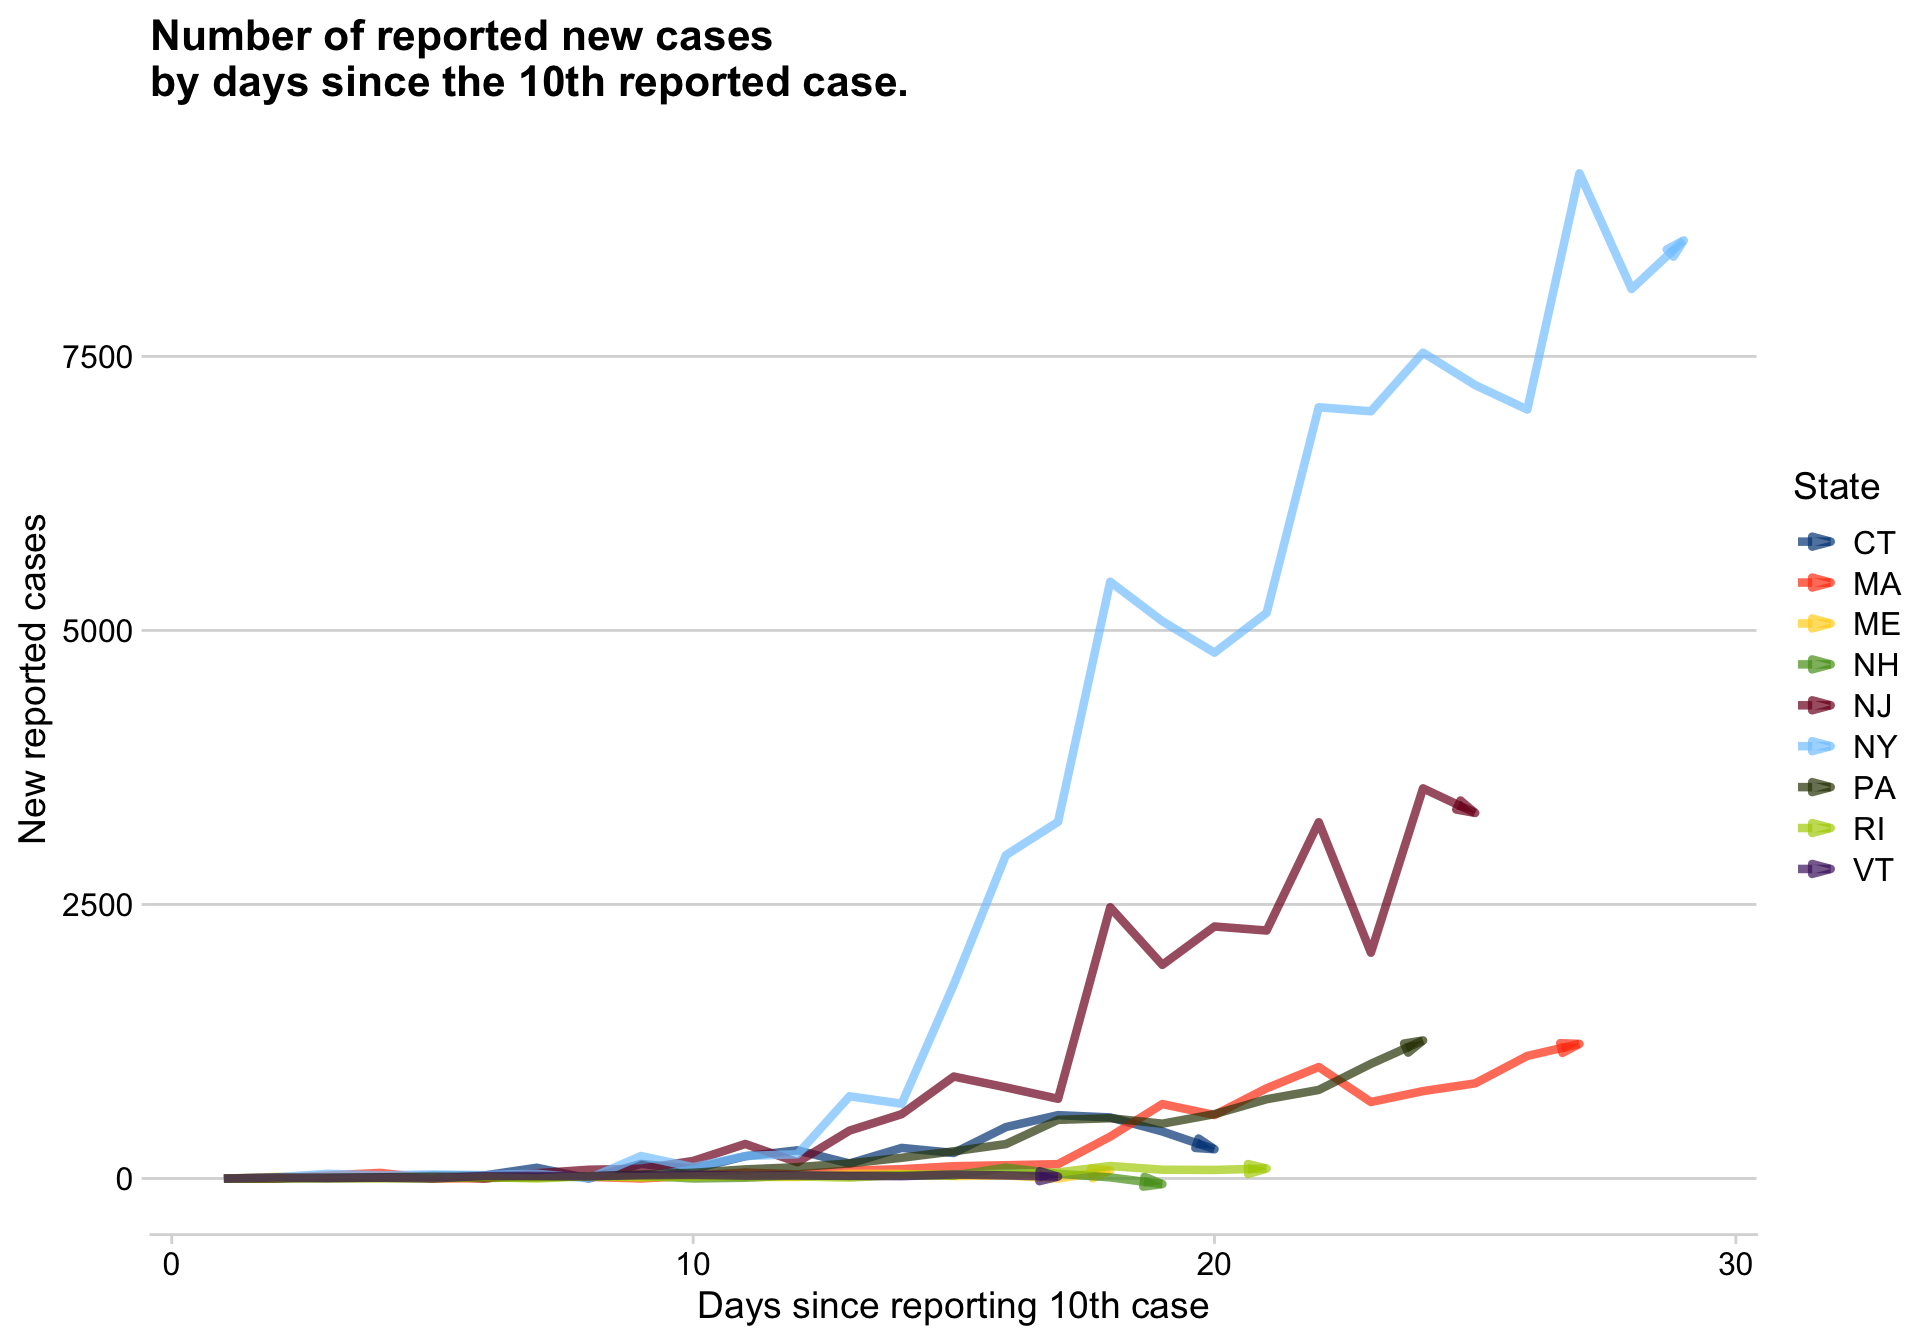 Number of reported new cases
by days since the 10th reported case.
New reported cases
7500
5000
2500
0
0 10 20 30
Days since reporting 10th case
State
CT
MA
ME
NH
NJ
NY
PA
RI
VT